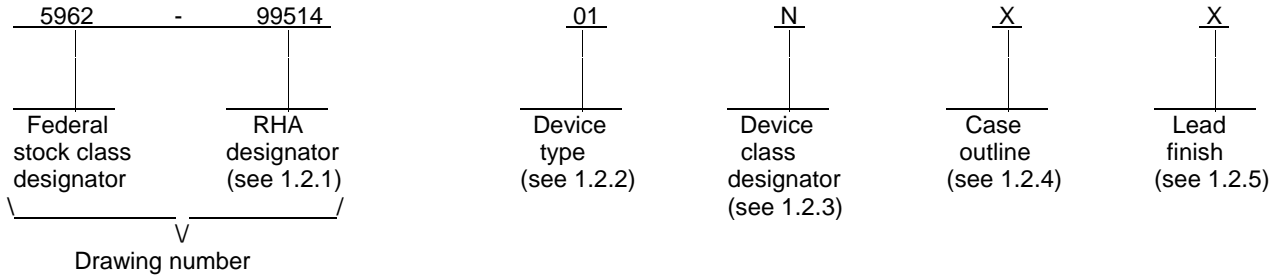 5962 - 99514 01 N X X
Federal stock class designator
RHA designator (see 1.2.1)
Device type (see 1.2.2)
Device class designator (see 1.2.3)
Case outline (see 1.2.4)
Lead finish (see 1.2.5)
Drawing number